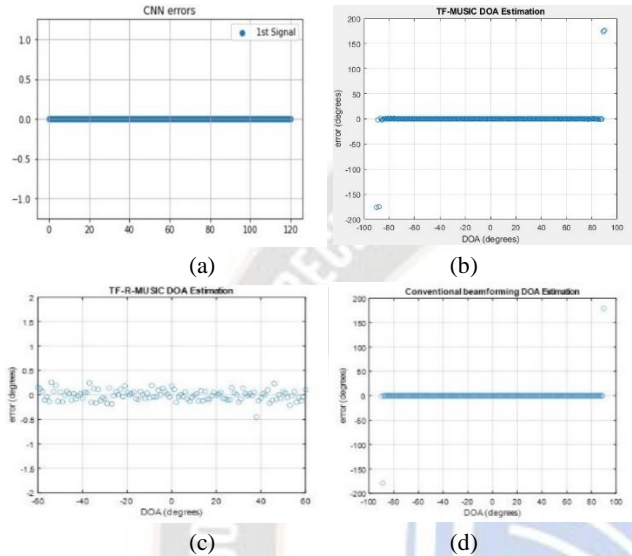 CNN errors
1st Signal
1.0
0.5
0.0
-0.5
-1.0
0 20 40 60 80 100 120
(a)
TF-MUSIC DOA Estimation
error (degrees)
200
150
100
50
0
-50
-100
-150
-200
-100 -80 -60 -40 -20 0 20 40 60 80 100
DOA (degrees)
(b)
TF-R-MUSIC DOA Estimation
error (degrees)
2
1.5
1
0.5
0
-0.5
-1
-1.5
-2
-60 -40 -20 0 20 40 60
DOA (degrees)
(c)
Conventional beamforming DOA Estimation
error (degrees)
200
150
100
50
0
-50
-100
-150
-200
-100 -80 -60 -40 -20 0 20 40 60 80 100
DOA (degrees)
(d)